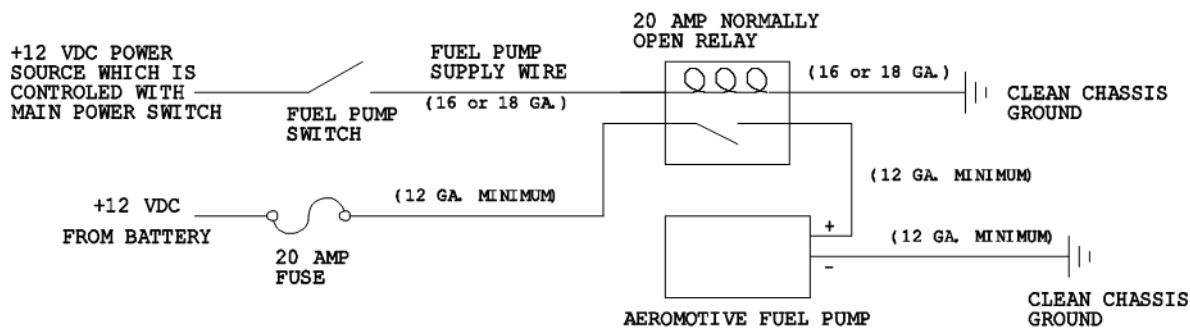 20 AMP NORMALLY
OPEN RELAY
+12 VDC POWER
SOURCE WHICH IS
CONTROLED WITH
MAIN POWER SWITCH
FUEL PUMP
SUPPLY WIRE
(16 or 18 GA.)
FUEL PUMP
SWITCH
(16 or 18 GA.)
CLEAN CHASSIS
GROUND
+12 VDC
FROM BATTERY
20 AMP
FUSE
(12 GA. MINIMUM)
(12 GA. MINIMUM)
+
-
(12 GA. MINIMUM)
CLEAN CHASSIS
GROUND
AEROMOTIVE FUEL PUMP